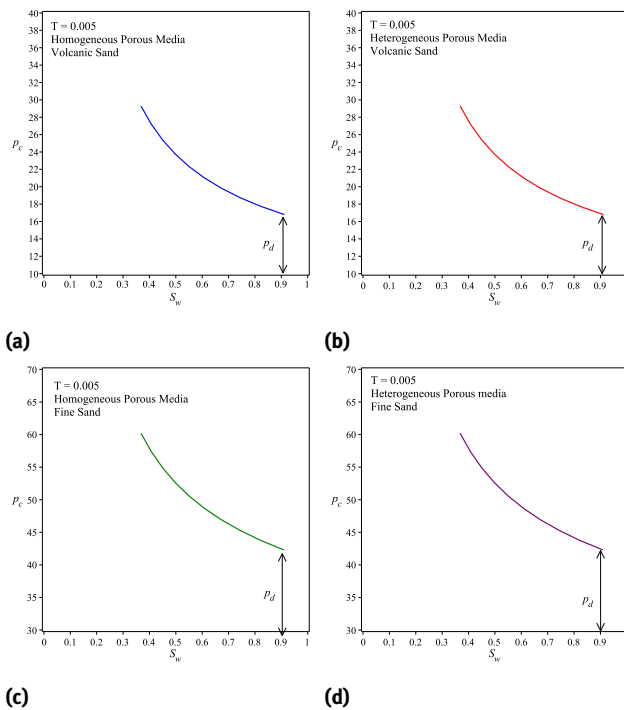 T = 0.005
Homogeneous Porous Media
Volcanic Sand
40
38
36
34
32
30
28
26
24
22
20
18
16
14
12
10
p_c
p_d
0 0.1 0.2 0.3 0.4 0.5 0.6 0.7 0.8 0.9 1
S_w
(a)
T = 0.005
Heterogeneous Porous Media
Volcanic Sand
40
38
36
34
32
30
28
26
24
22
20
18
16
14
12
10
p_c
p_d
0 0.1 0.2 0.3 0.4 0.5 0.6 0.7 0.8 0.9
S_w
(b)
T = 0.005
Homogeneous Porous Media
Fine Sand
70
65
60
55
50
45
40
35
30
p_c
p_d
0 0.1 0.2 0.3 0.4 0.5 0.6 0.7 0.8 0.9 1
S_w
(c)
T = 0.005
Heterogeneous Porous media
Fine Sand
70
65
60
55
50
45
40
35
30
p_c
p_d
0 0.1 0.2 0.3 0.4 0.5 0.6 0.7 0.8 0.9
S_w
(d)